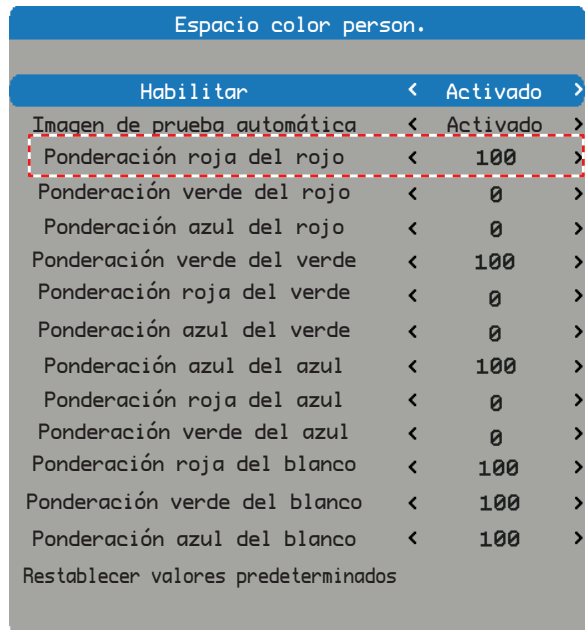 Espacio color person.
Habilitar < Activado >
Imagen de prueba automática < Activado >
Ponderación roja del rojo < 100 >
Ponderación verde del rojo < 0 >
Ponderación azul del rojo < 0 >
Ponderación verde del verde < 100 >
Ponderación roja del verde < 0 >
Ponderación azul del verde < 0 >
Ponderación azul del azul < 100 >
Ponderación roja del azul < 0 >
Ponderación verde del azul < 0 >
Ponderación roja del blanco < 100 >
Ponderación verde del blanco < 100 >
Ponderación azul del blanco < 100 >
Restablecer valores predeterminados